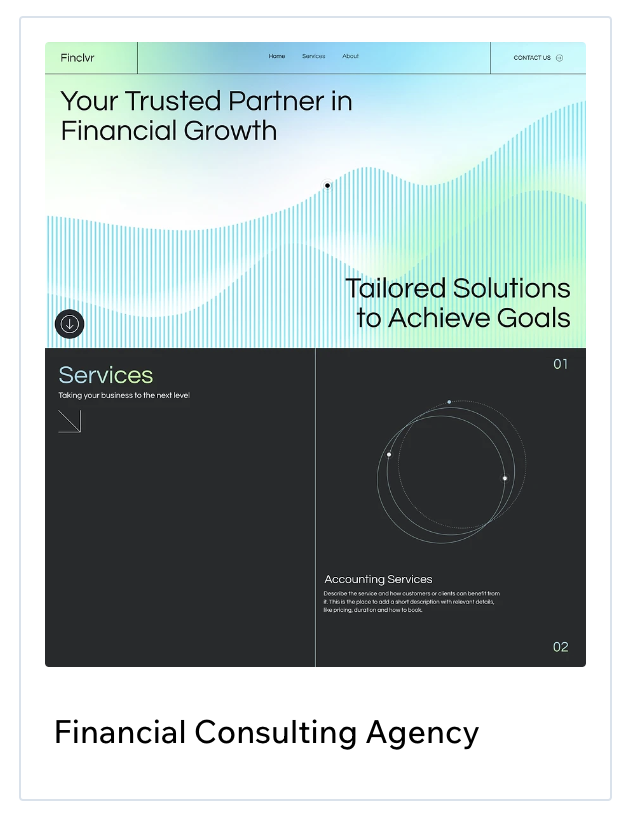 Finclvr
Home Services About
CONTACT US
Your Trusted Partner in
Financial Growth
Tailored Solutions
to Achieve Goals
Services
Taking your business to the next level
01
Accounting Services
Describe the service and how customers or clients can benefit from
it. This is the place to add a short description with relevant details,
like pricing, duration and how to book.
02
Financial Consulting Agency